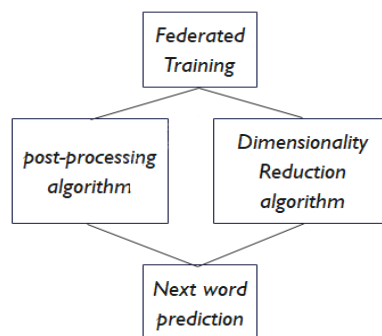 Federated
Training
post-processing
algorithm
Dimensionality
Reduction
algorithm
Next word
prediction